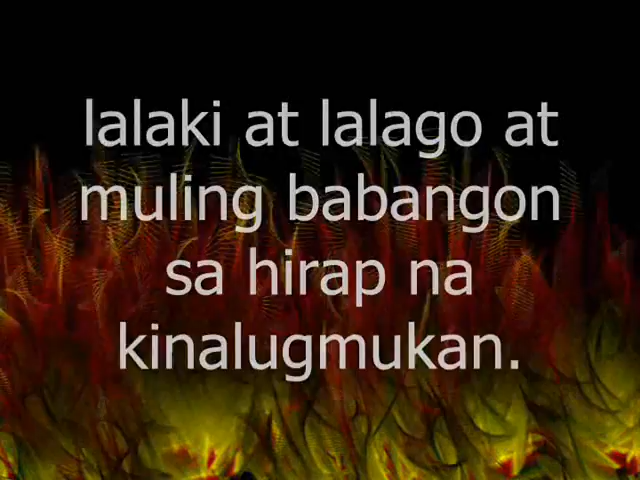 lalaki at lalago at
muling babangon
sa hirap na
kinalugmukan.